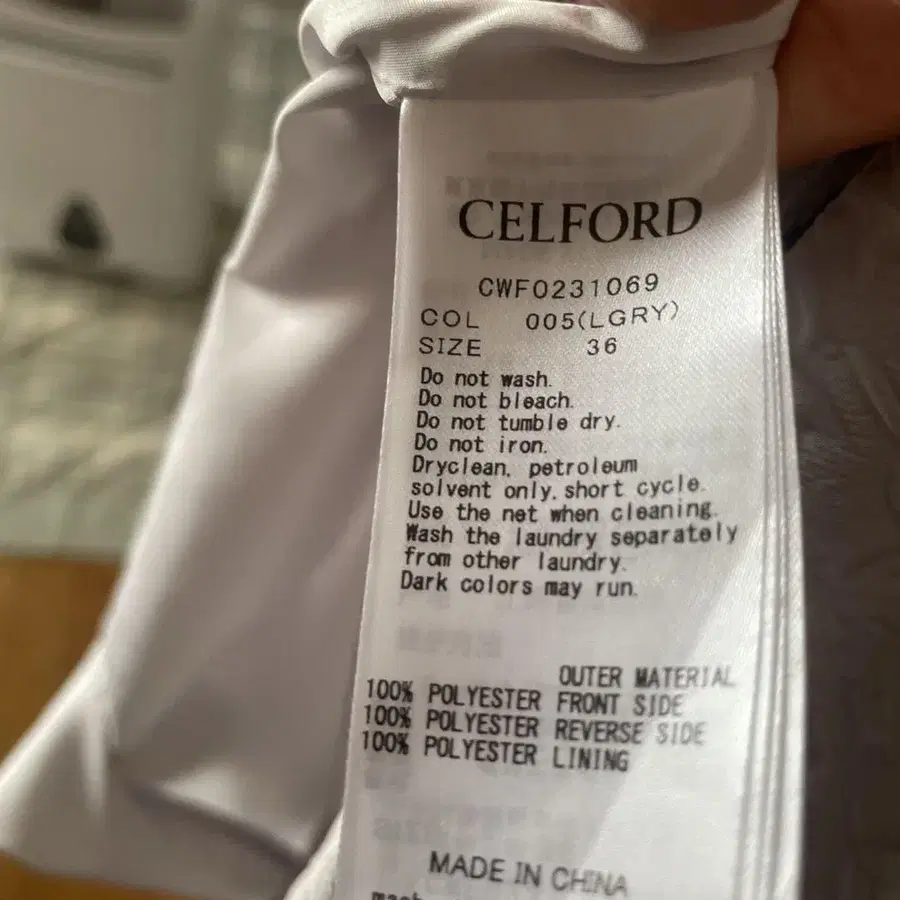 CELFORD
CWF0231069
COL 005(LGRY)
SIZE 36
Do not wash.
Do not bleach.
Do not tumble dry.
Do not iron.
Dryclean, petroleum
solvent only, short cycle.
Use the net when cleaning.
Wash the laundry separately
from other laundry.
Dark colors may run.
OUTER MATERIAL
100% POLYESTER FRONT SIDE
100% POLYESTER REVERSE SIDE
100% POLYESTER LINING
MADE IN CHINA